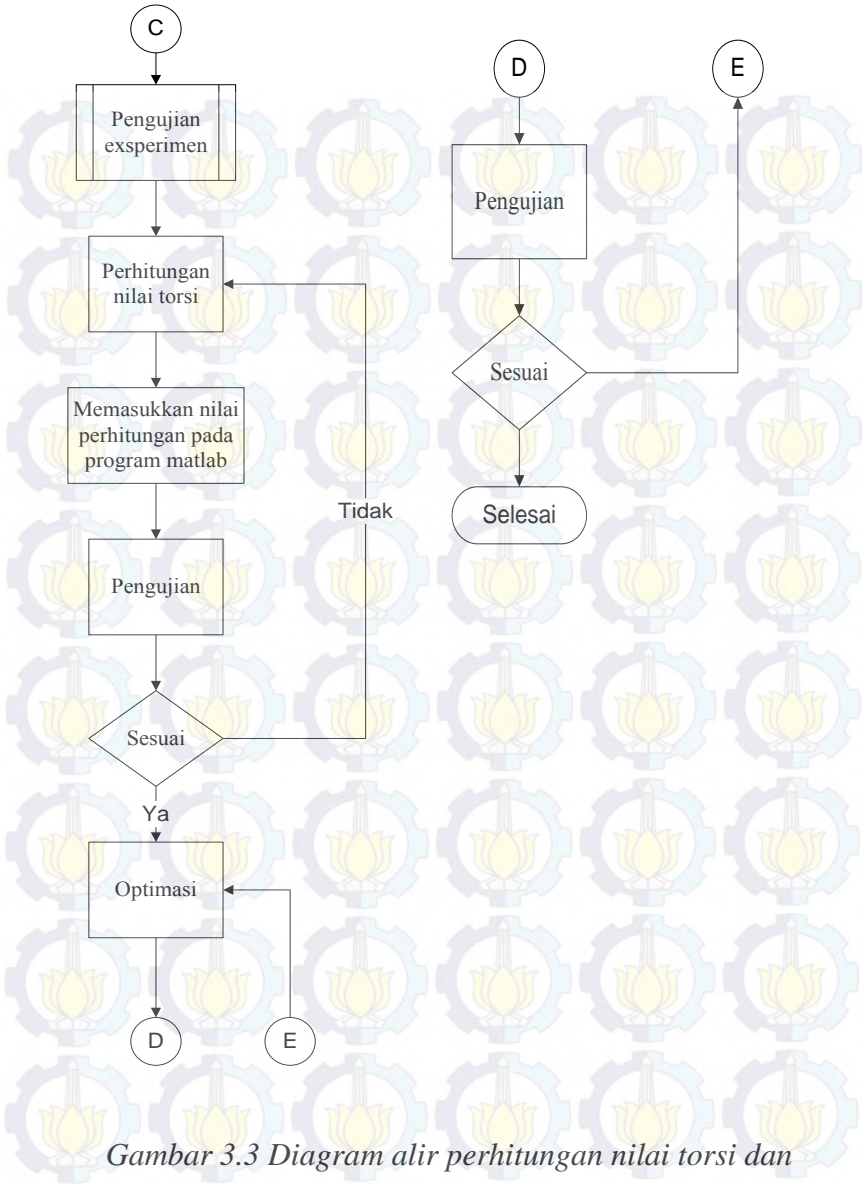 C
Pengujian
exsperimen
Perhitungan
nilai torsi
Memasukkan nilai
perhitungan pada
program matlab
Pengujian
Tidak
Sesuai
Ya
Optimasi
D
E
D
E
Pengujian
Sesuai
Selesai
Gambar 3.3 Diagram alir perhitungan nilai torsi dan